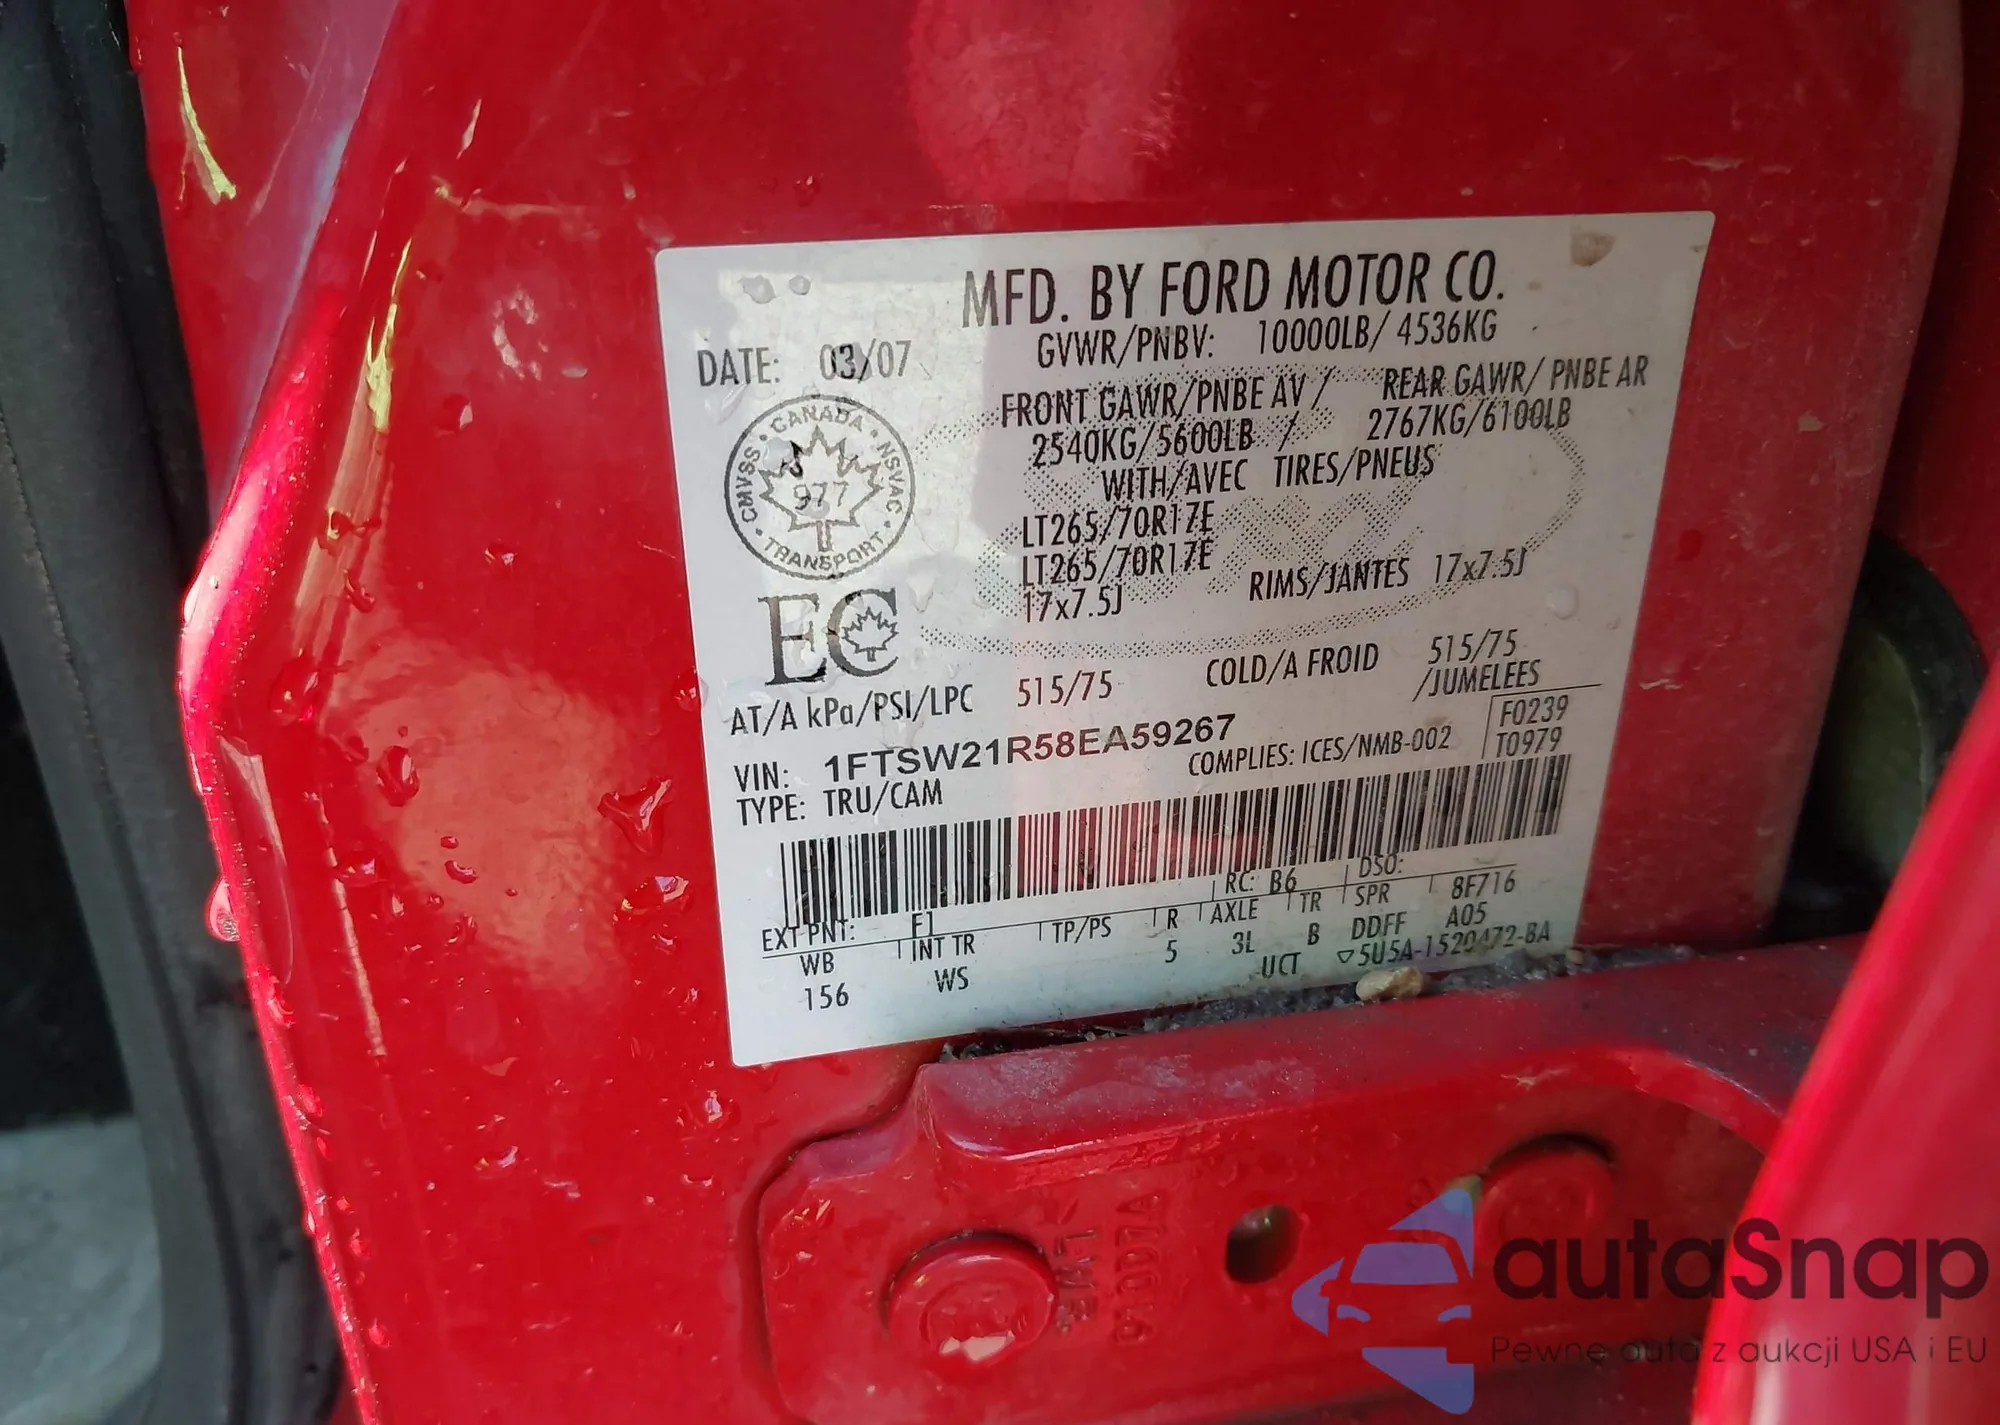 MFD. BY FORD MOTOR CO.
DATE: 03/07
GVWR/PNBV: 10000LB/ 4536KG
FRONT GAWR/PNBE AV / REAR GAWR/ PNBE AR
2540KG/5600LB / 2767KG/6100LB
WITH/AVEC TIRES/PNEUS
LT265/70R17E
LT265/70R17E
17x7.5J RIMS/JANTES 17x7.5J
CANADA
CMVSS
NSVAC
TRANSPORT
977
EC
AT/A kPa/PSI/LPC 515/75 COLD/A FROID 515/75
/JUMELEES
VIN: 1FTSW21R58EA59267
COMPLIES: ICES/NMB-002
F0239
T0979
TYPE: TRU/CAM
EXT PNT: F1 RC: B6 DSO:
WB INT TR TP/PS R AXLE TR SPR 8F716
156 WS 5 3L B DDFF A05
UCT ▽5U5A-1520472-BA
autaSnap
Pewne auta z aukcji USA i EU